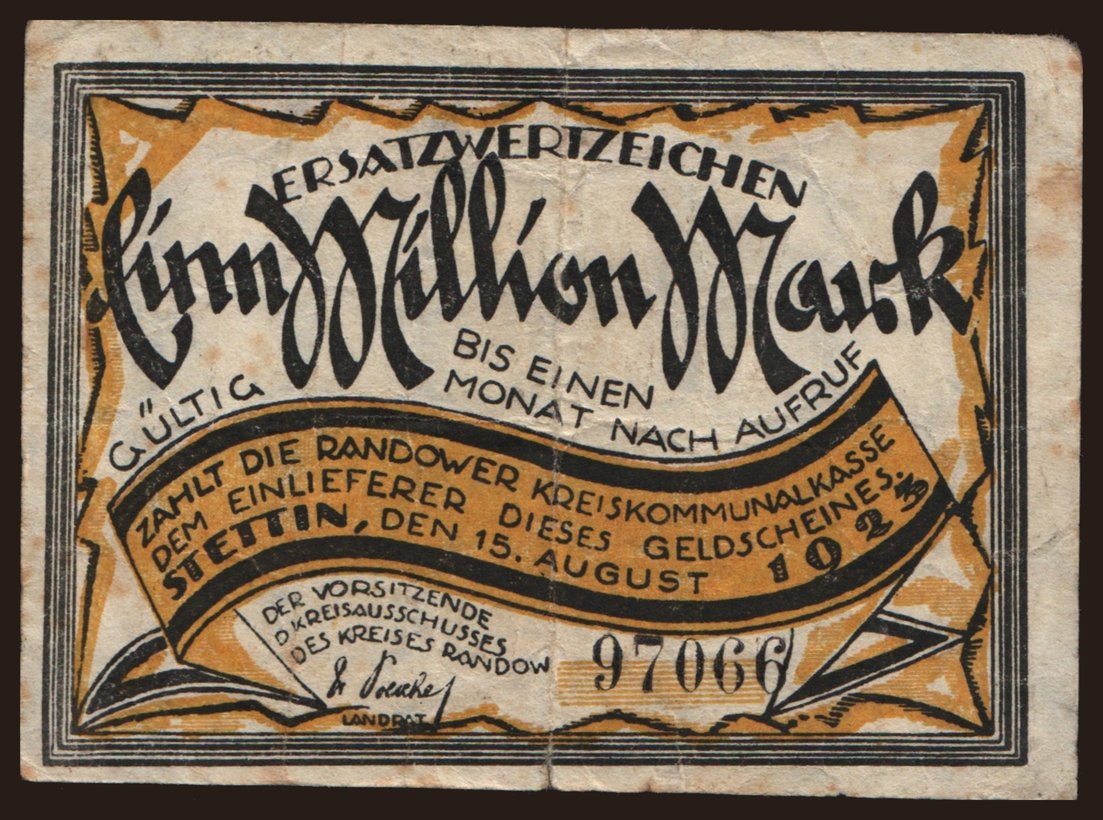 ERSATZWERTZEICHEN
Einn Million Mark
GÜLTIG BIS EINEN
MONAT NACH AUFRUF
ZAHLT DIE RANDOWER KREISKOMMUNALKASSE
DEM EINLIEFERER DIESES GELDSCHEINES.
STETTIN, DEN 15. AUGUST 1923
DER VORSITZENDE
D. KREISAUSSCHUSSES
DES KREISES RANDOW
LANDRAT
97066